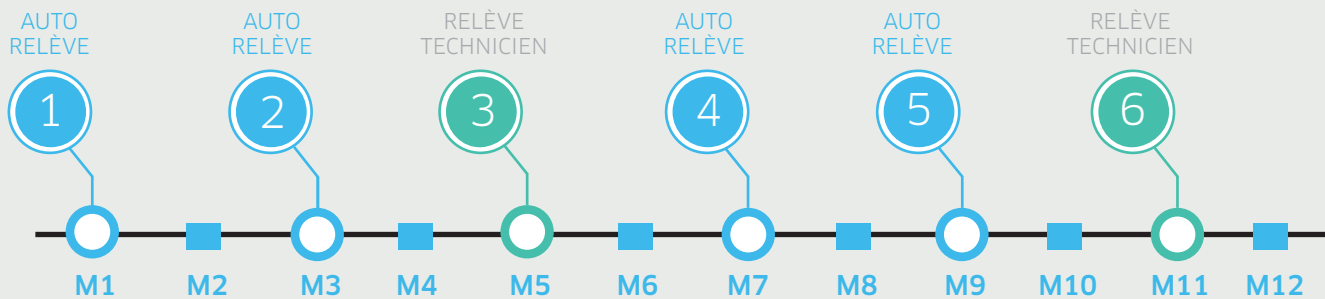 AUTO
RELÈVE
AUTO
RELÈVE
RELÈVE
TECHNICIEN
AUTO
RELÈVE
AUTO
RELÈVE
RELÈVE
TECHNICIEN
1
2
3
4
5
6
M1
M2
M3
M4
M5
M6
M7
M8
M9
M10
M11
M12